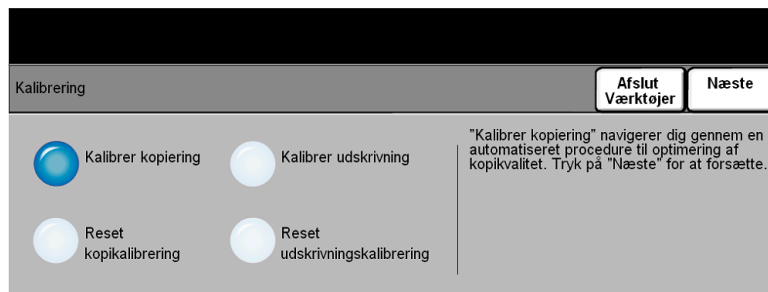 Kalibrering
Afslut
Værktøjer
Næste
Kalibrer kopiering
Kalibrer udskrivning
Reset
kopikalibrering
Reset
udskrivningskalibrering
"Kalibrer kopiering" navigerer dig gennem en
automatiseret procedure til optimering af
kopikvalitet. Tryk på "Næste" for at forsætte.